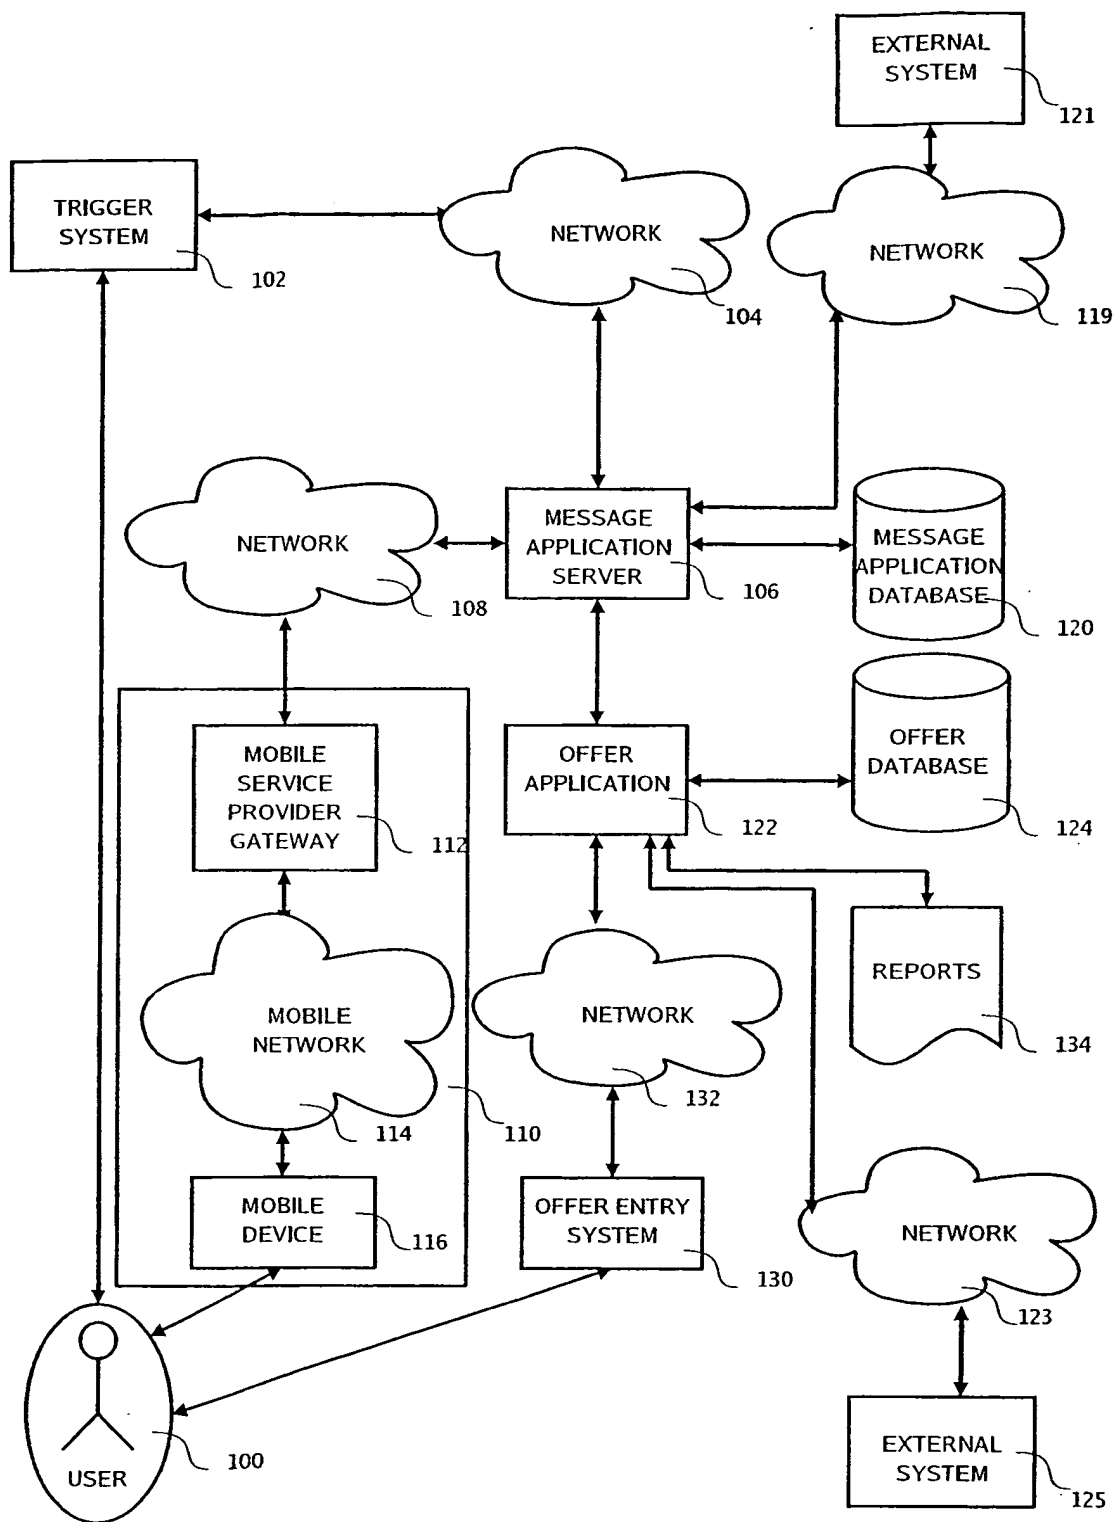 EXTERNAL
SYSTEM
121
TRIGGER
SYSTEM
102
NETWORK
104
NETWORK
119
NETWORK
108
MESSAGE
APPLICATION
SERVER
106
MESSAGE
APPLICATION
DATABASE
120
MOBILE
SERVICE
PROVIDER
GATEWAY
112
OFFER
APPLICATION
122
OFFER
DATABASE
124
MOBILE
NETWORK
114
110
NETWORK
132
REPORTS
134
MOBILE
DEVICE
116
OFFER ENTRY
SYSTEM
130
NETWORK
123
USER
100
EXTERNAL
SYSTEM
125